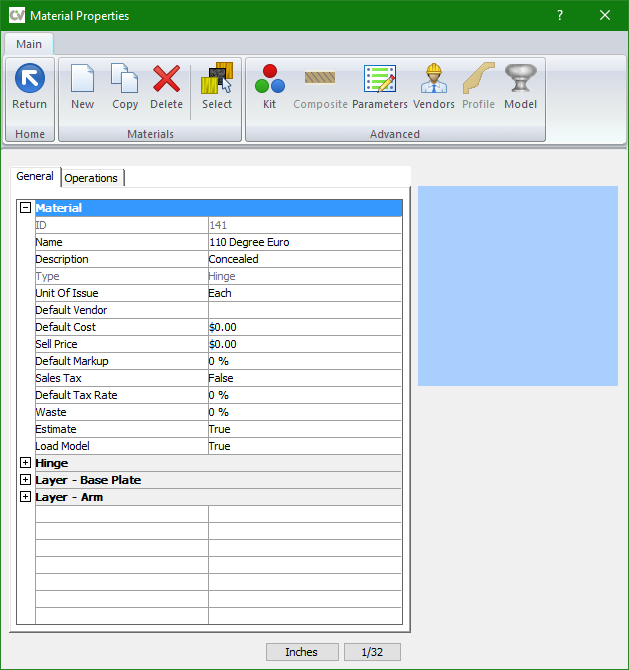 CV Material Properties ?
Main
Return New Copy Delete Select Kit Composite Parameters Vendors Profile Model
Home Materials Advanced
General Operations
Material
ID 141
Name 110 Degree Euro
Description Concealed
Type Hinge
Unit Of Issue Each
Default Vendor
Default Cost $0.00
Sell Price $0.00
Default Markup 0 %
Sales Tax False
Default Tax Rate 0 %
Waste 0 %
Estimate True
Load Model True
Hinge
Layer - Base Plate
Layer - Arm
Inches 1/32